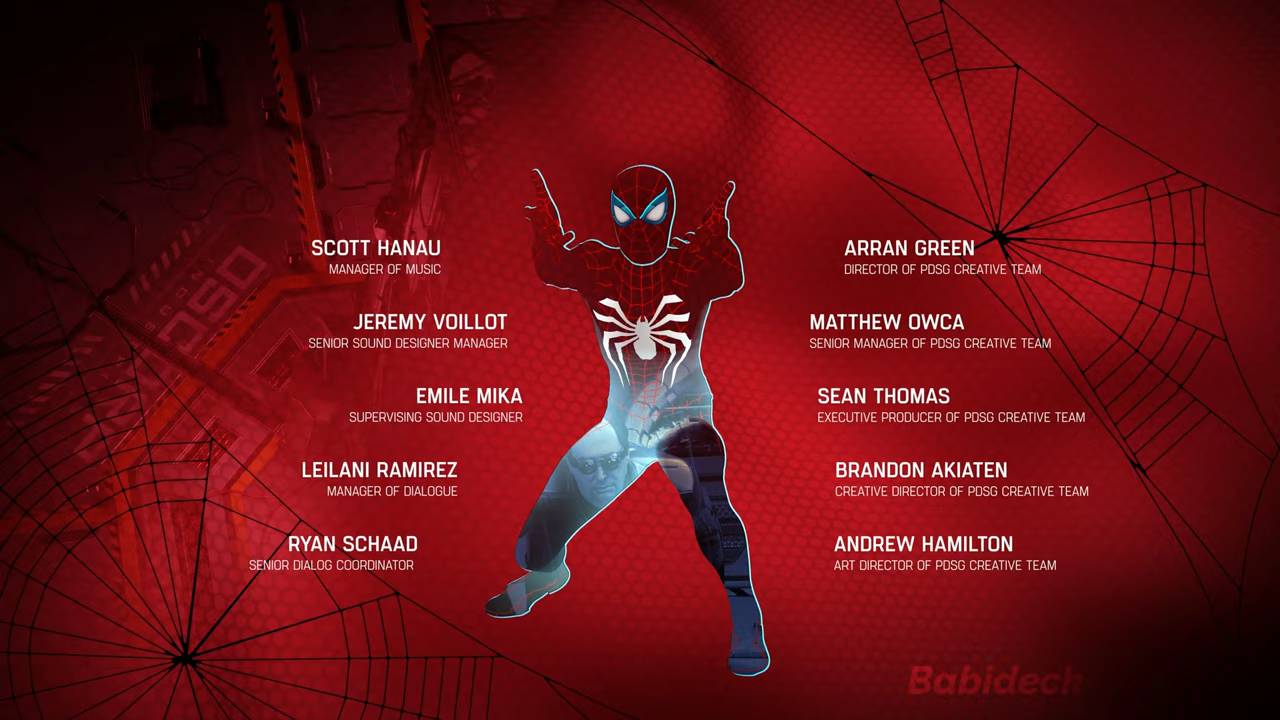 SCOTT HANAU
MANAGER OF MUSIC
JEREMY VOILLOT
SENIOR SOUND DESIGNER MANAGER
EMILE MIKA
SUPERVISING SOUND DESIGNER
LEILANI RAMIREZ
MANAGER OF DIALOGUE
RYAN SCHAAD
SENIOR DIALOG COORDINATOR
ARRAN GREEN
DIRECTOR OF PDSG CREATIVE TEAM
MATTHEW OWCA
SENIOR MANAGER OF PDSG CREATIVE TEAM
SEAN THOMAS
EXECUTIVE PRODUCER OF PDSG CREATIVE TEAM
BRANDON AKIATEN
CREATIVE DIRECTOR OF PDSG CREATIVE TEAM
ANDREW HAMILTON
ART DIRECTOR OF PDSG CREATIVE TEAM
Babidech